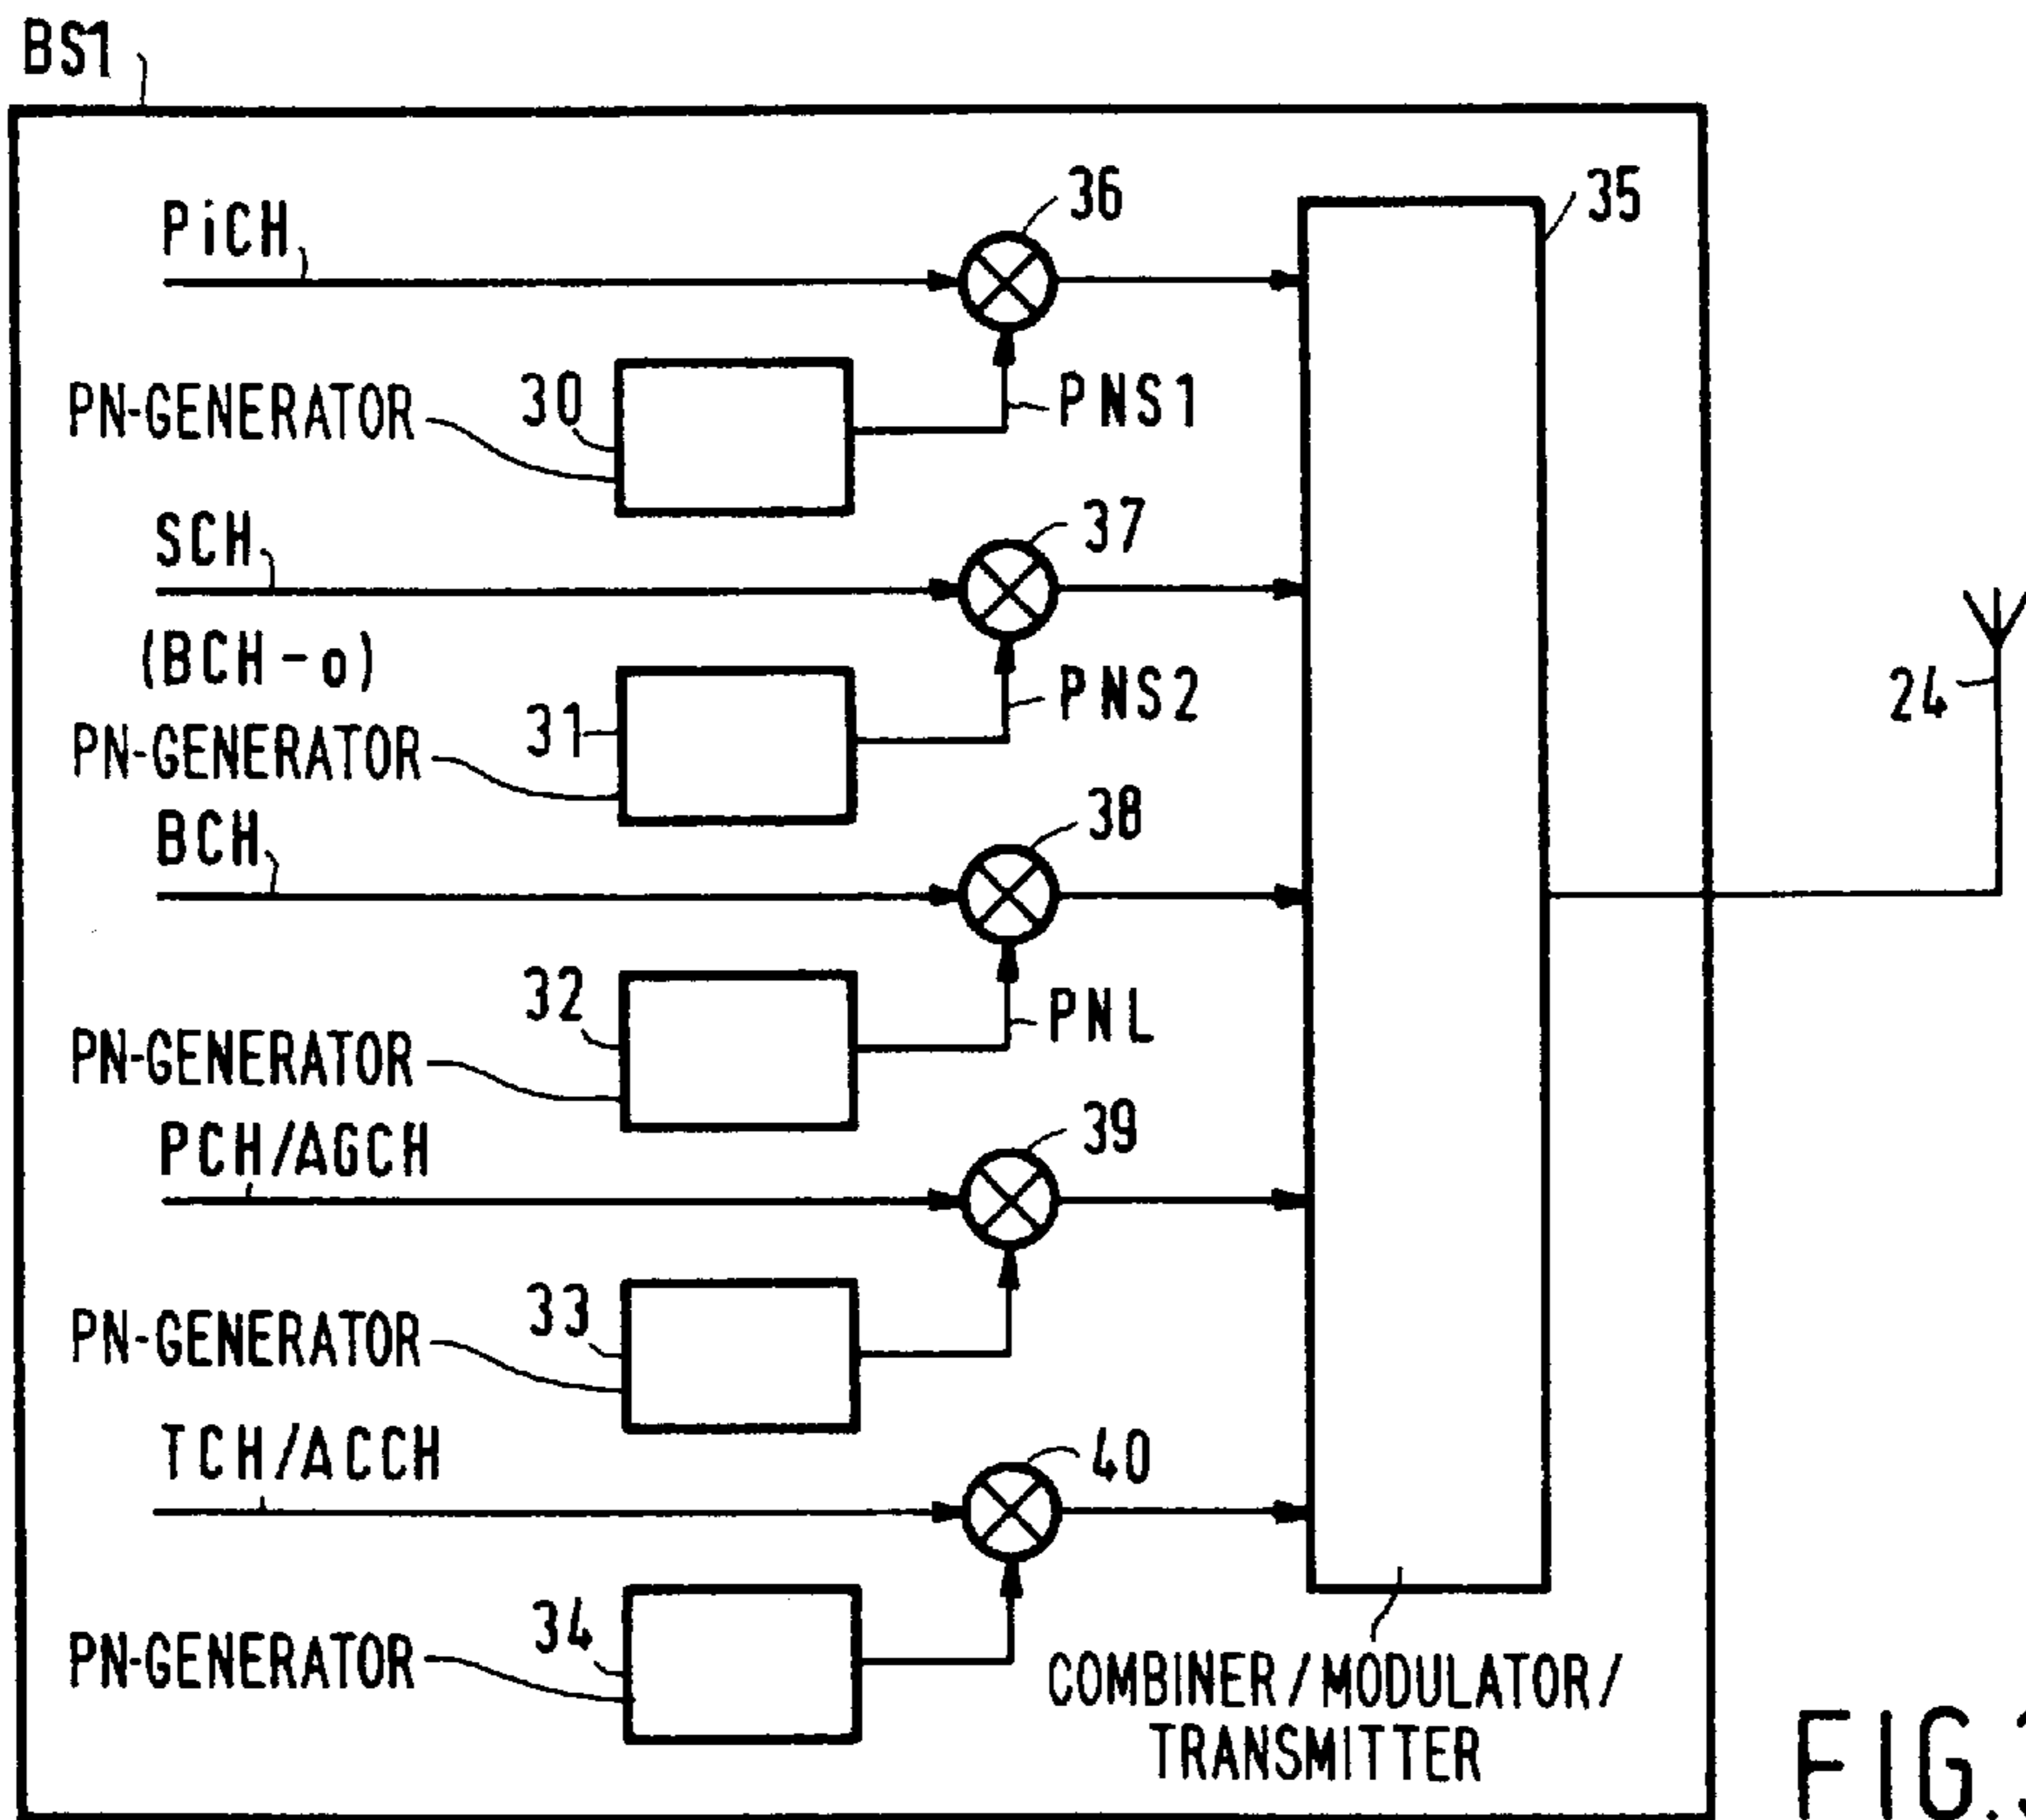 BS1
36
35
PiCH
PN-GENERATOR
30
PNS1
SCH
37
(BCH-o)
31
PNS2
24
PN-GENERATOR
BCH
38
32
PNL
PN-GENERATOR
PCH/AGCH
39
33
PN-GENERATOR
TCH/ACCH
40
34
PN-GENERATOR
COMBINER/MODULATOR/
TRANSMITTER
FIG.